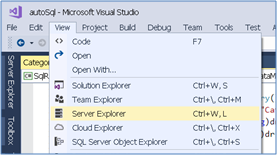 autoSql - Microsoft Visual Studio
File Edit View Project Build Debug Team Tools Test
Code F7
Open
Open With...
Solution Explorer Ctrl+W, S
Team Explorer Ctrl+\, Ctrl+M
Server Explorer Ctrl+W, L
Cloud Explorer Ctrl+\, Ctrl+X
SQL Server Object Explorer Ctrl+\, Ctrl+S
Server Explorer
Toolbox
Categor